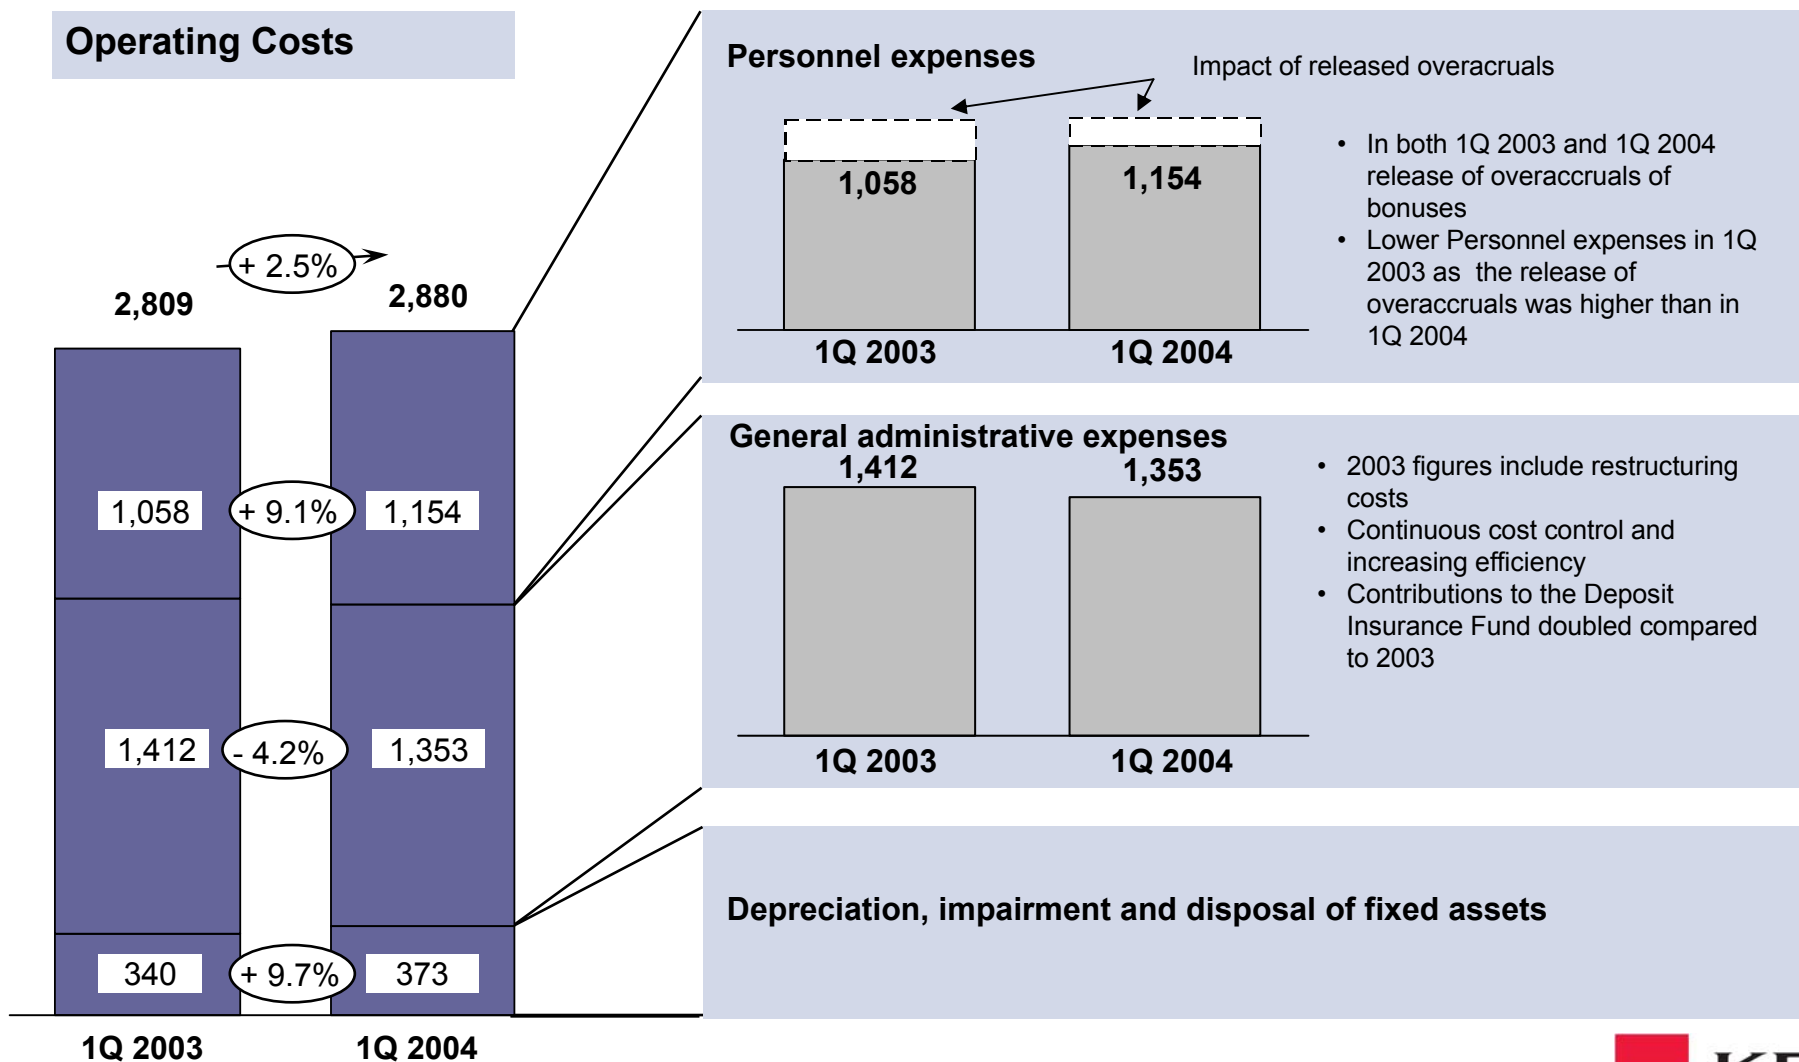 Operating Costs
+ 2.5%
2,809
2,880
1,058
+ 9.1%
1,154
1,412
- 4.2%
1,353
340
+ 9.7%
373
1Q 2003
1Q 2004
Personnel expenses
Impact of released overacruals
1,058
1,154
1Q 2003
1Q 2004
• In both 1Q 2003 and 1Q 2004
release of overaccruals of
bonuses
• Lower Personnel expenses in 1Q
2003 as the release of
overaccruals was higher than in
1Q 2004
General administrative expenses
1,412
1,353
1Q 2003
1Q 2004
• 2003 figures include restructuring
costs
• Continuous cost control and
increasing efficiency
• Contributions to the Deposit
Insurance Fund doubled compared
to 2003
Depreciation, impairment and disposal of fixed assets